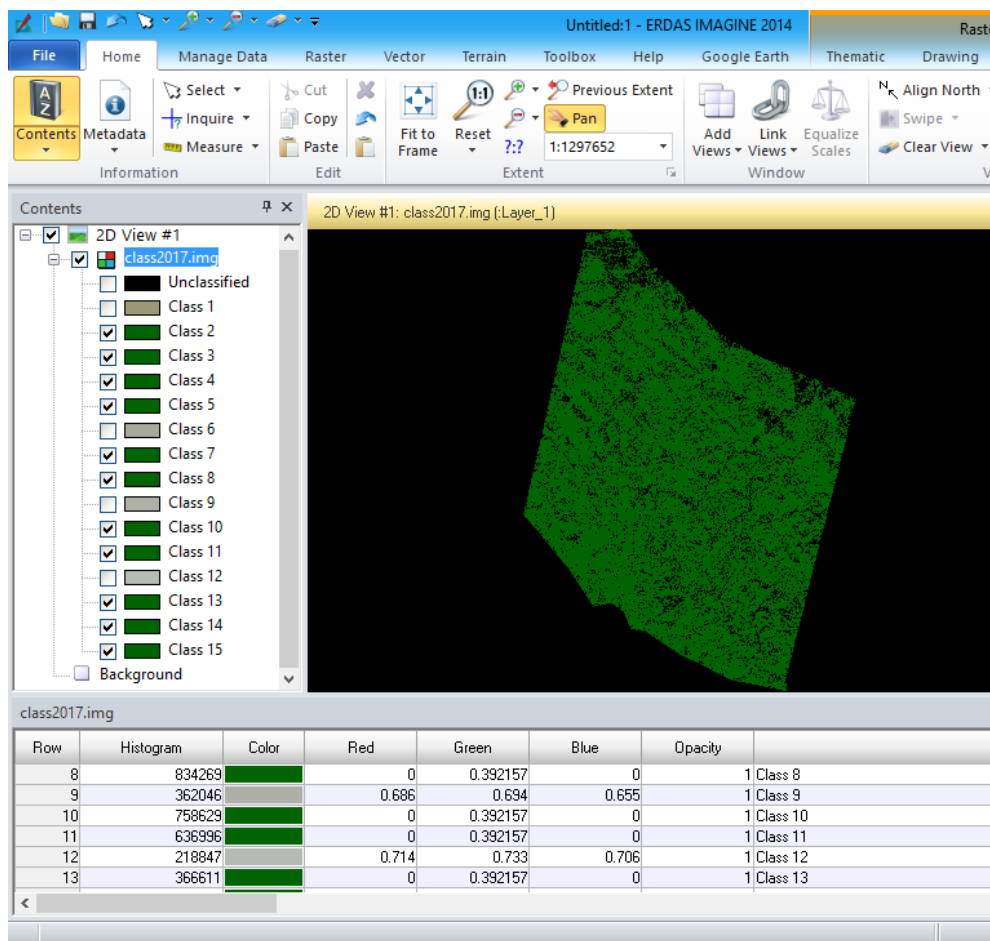 Untitled:1 - ERDAS IMAGINE 2014
Raste
File Home Manage Data Raster Vector Terrain Toolbox Help Google Earth Thematic Drawing
A Z Contents
Metadata
Select
Inquire
Measure
Information
Cut
Copy
Paste
Edit
Fit to Frame
1:1
Reset
?:?
Previous Extent
Pan
1:1297652
Extent
Add Views
Link Views
Equalize Scales
Window
N Align North
Swipe
Clear View
V
Contents
2D View #1: class2017.img (:Layer_1)
2D View #1
class2017.img
Unclassified
Class 1
Class 2
Class 3
Class 4
Class 5
Class 6
Class 7
Class 8
Class 9
Class 10
Class 11
Class 12
Class 13
Class 14
Class 15
Background
class2017.img
Row Histogram Color Red Green Blue Opacity
8 834269 0 0.392157 0 1 Class 8
9 362046 0.686 0.694 0.655 1 Class 9
10 758629 0 0.392157 0 1 Class 10
11 636996 0 0.392157 0 1 Class 11
12 218847 0.714 0.733 0.706 1 Class 12
13 366611 0 0.392157 0 1 Class 13